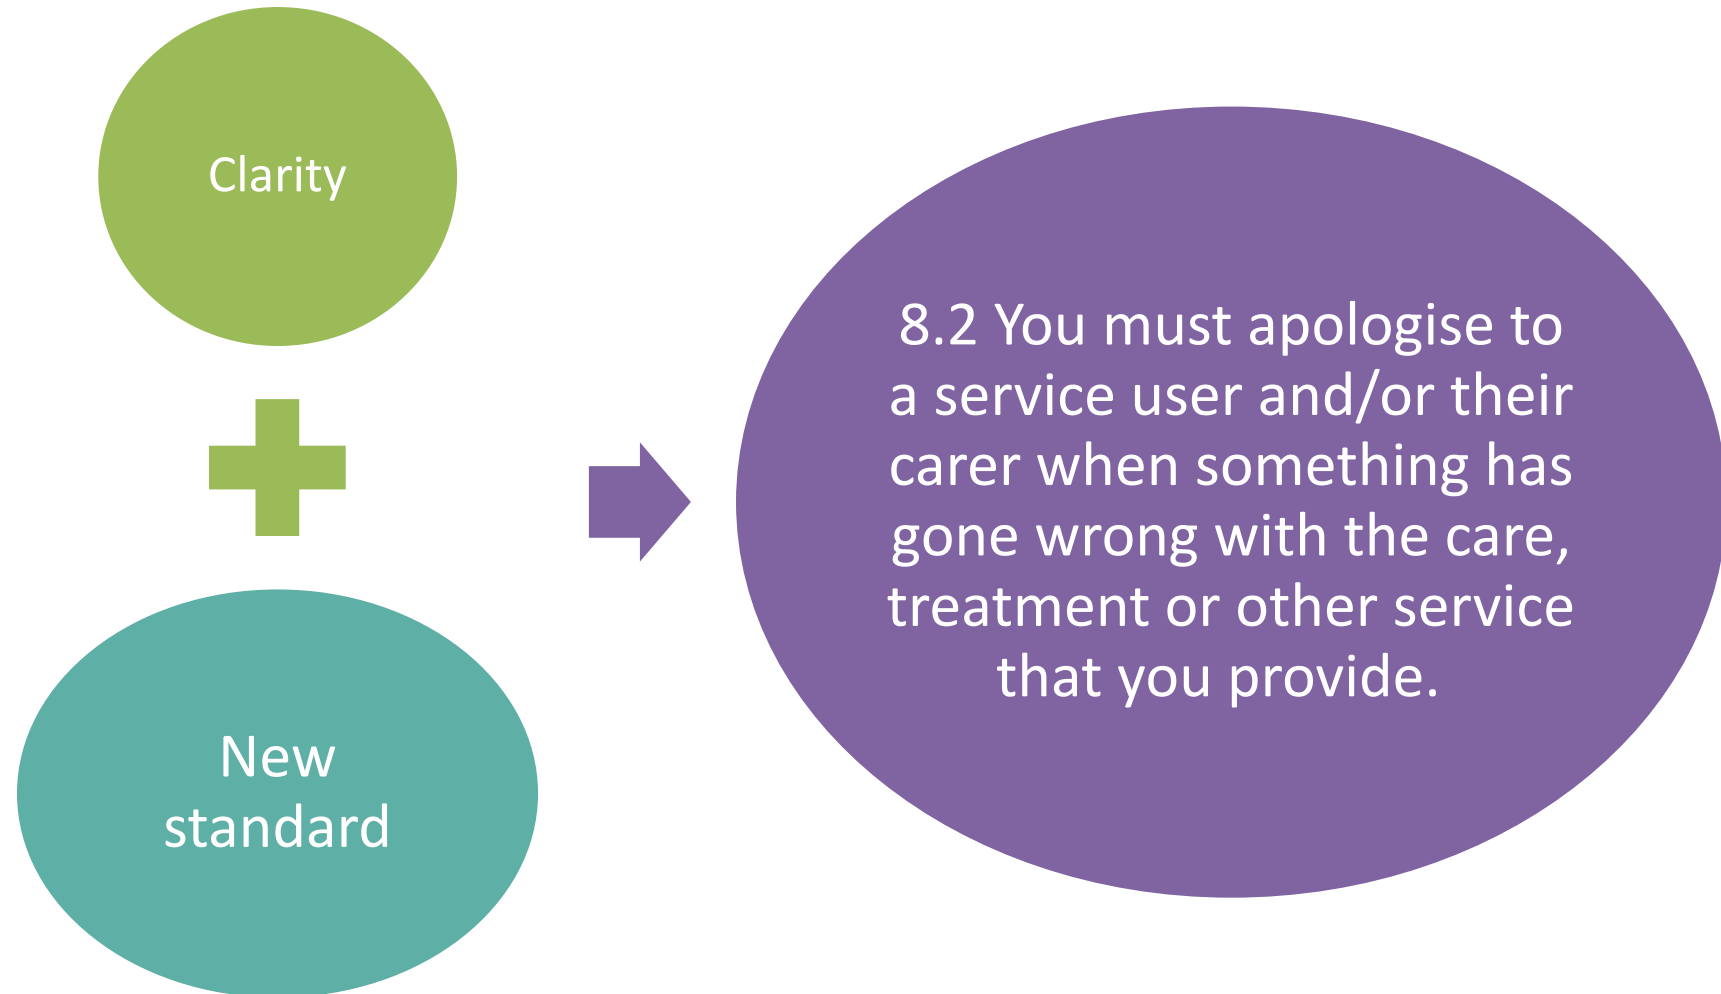 Clarity
New
standard
8.2 You must apologise to
a service user and/or their
carer when something has
gone wrong with the care,
treatment or other service
that you provide.